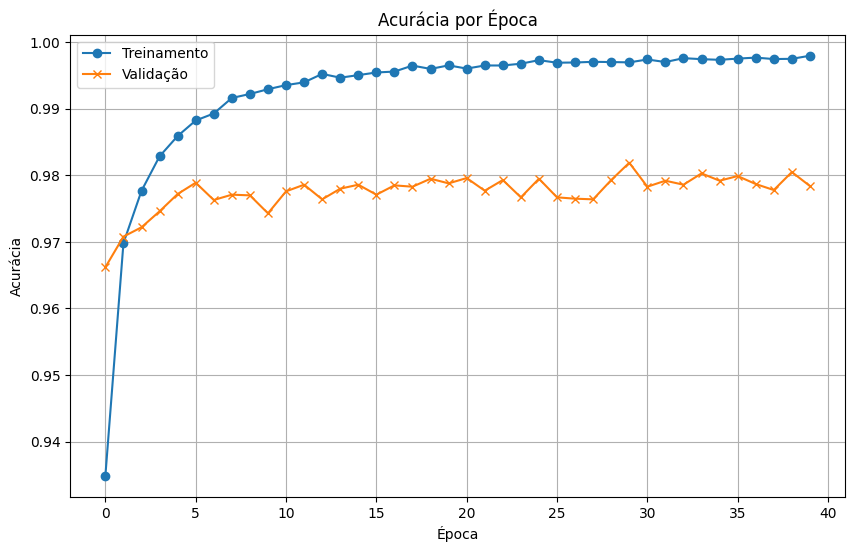 Acurácia por Época
Treinamento
Validação
1.00
0.99
0.98
0.97
0.96
0.95
0.94
Acurácia
0 5 10 15 20 25 30 35 40
Época